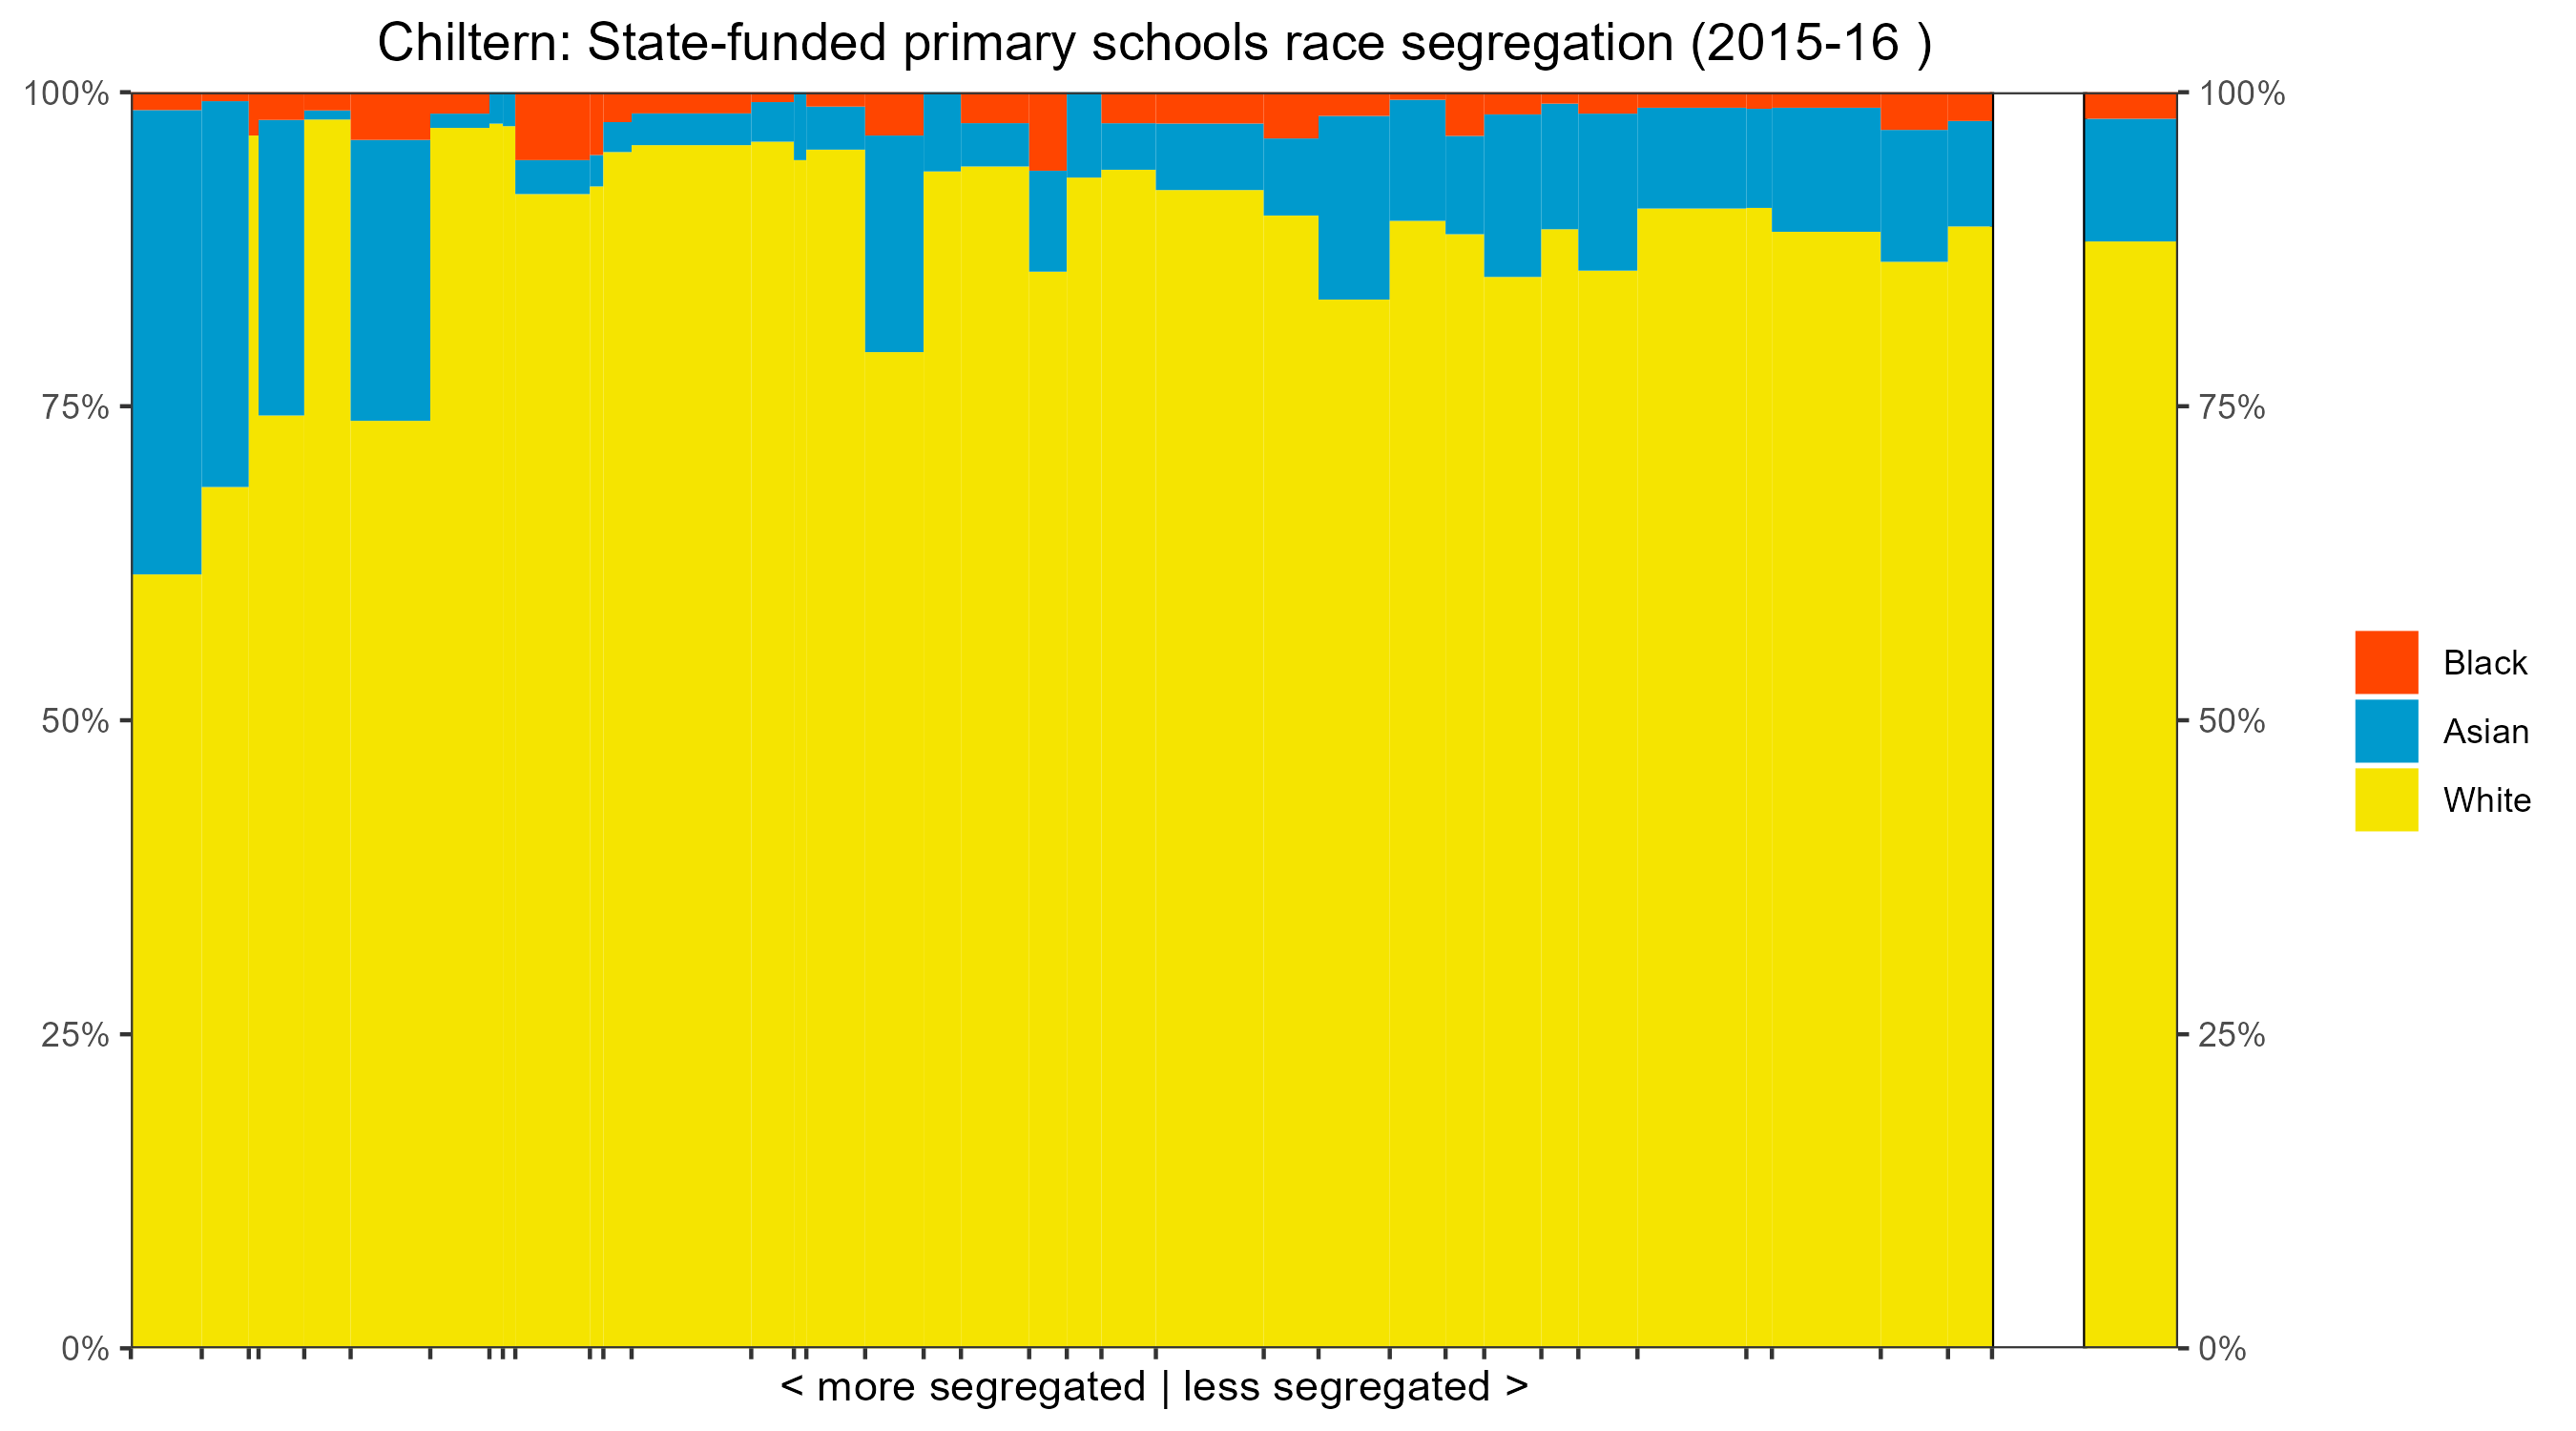 Chiltern: State-funded primary schools race segregation (2015-16 )
100%
75%
50%
25%
0%
100%
75%
50%
25%
0%
Black
Asian
White
< more segregated | less segregated >